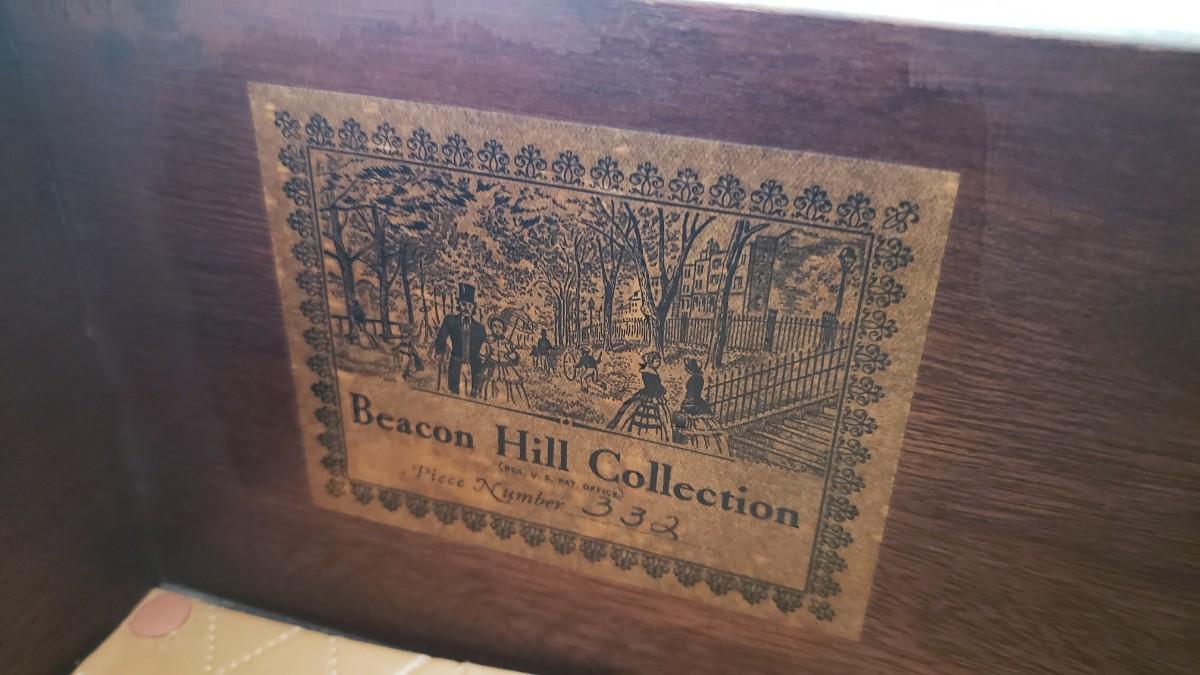 Beacon Hill Collection
(REG. U. S. PAT. OFFICE)
Piece Number 332